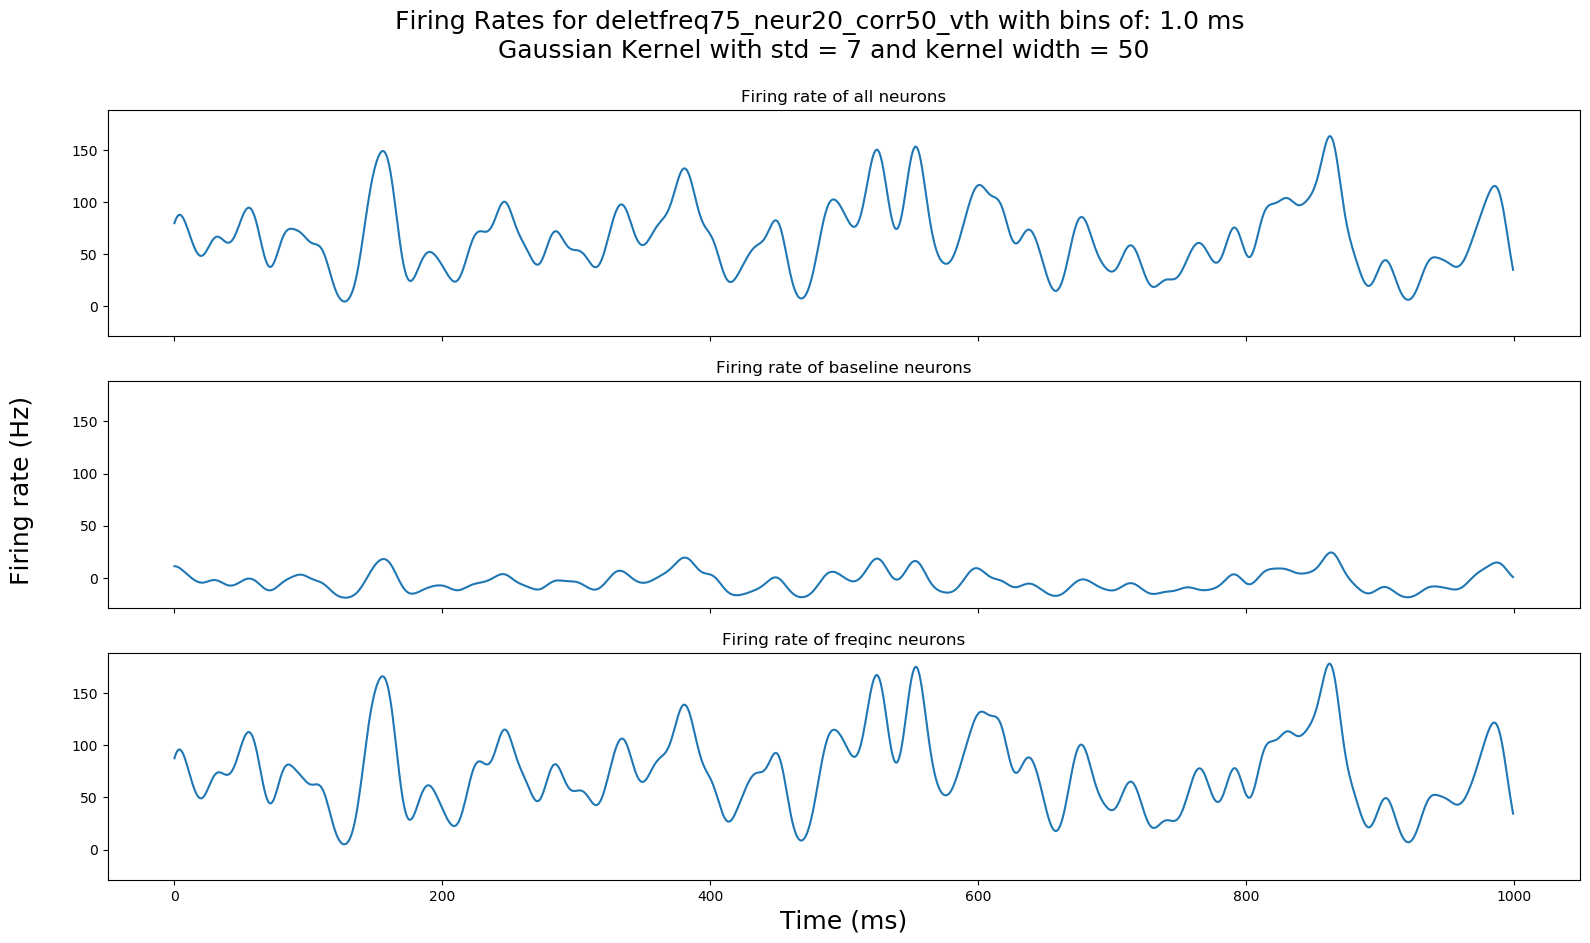 Firing Rates for deletfreq75_neur20_corr50_vth with bins of: 1.0 ms
Gaussian Kernel with std = 7 and kernel width = 50
Firing rate of all neurons
150
100
50
0
Firing rate of baseline neurons
150
100
50
0
Firing rate (Hz)
Firing rate of freqinc neurons
150
100
50
0
0 200 400 600 800 1000
Time (ms)